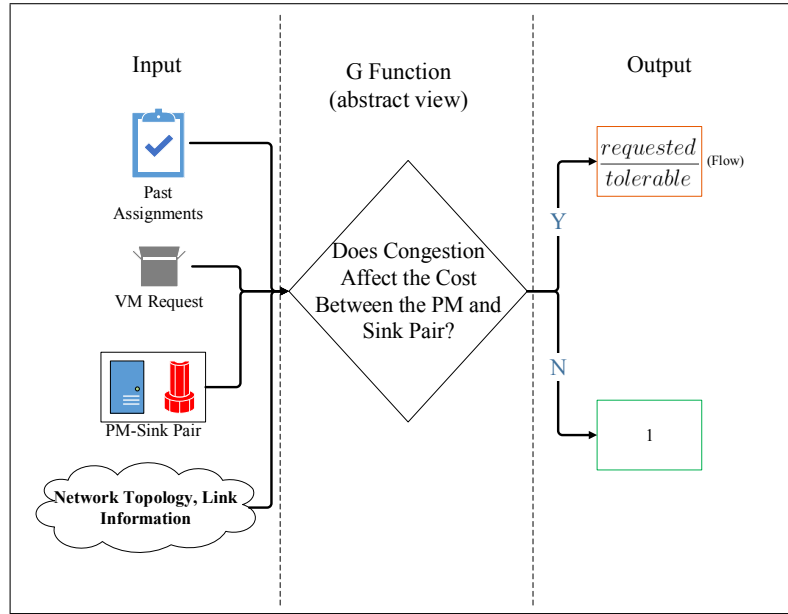 Input
G Function
(abstract view)
Output
Past
Assignments
VM Request
PM-Sink Pair
Network Topology, Link
Information
Does Congestion
Affect the Cost
Between the PM and
Sink Pair?
Y
N
requested
tolerable
(Flow)
1